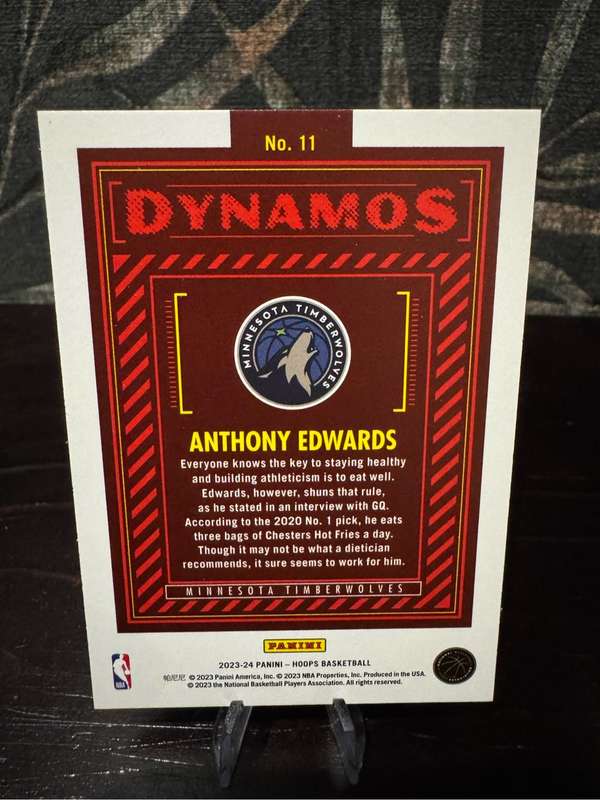 No. 11
DYNAMOS
MINNESOTA TIMBERWOLVES
ANTHONY EDWARDS
Everyone knows the key to staying healthy
and building athleticism is to eat well.
Edwards, however, shuns that rule,
as he stated in an interview with GQ.
According to the 2020 No. 1 pick, he eats
three bags of Chesters Hot Fries a day.
Though it may not be what a dietician
recommends, it sure seems to work for him.
MINNESOTA TIMBERWOLVES
PANINI
2023-24 PANINI – HOOPS BASKETBALL
帕尼尼 © 2023 Panini America, Inc. © 2023 NBA Properties, Inc. Produced in the USA.
© 2023 the National Basketball Players Association. All rights reserved.
NBA